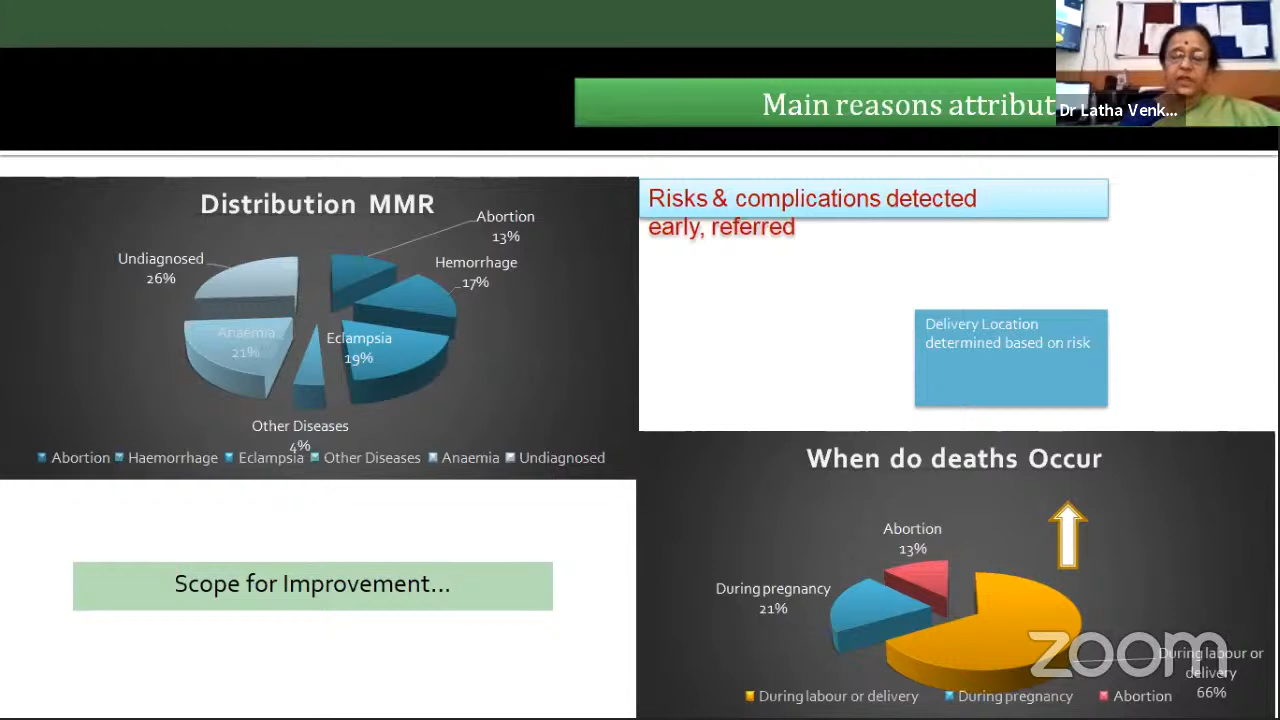 Main reasons attribut
Dr Latha Venk...
Distribution MMR
Abortion
13%
Hemorrhage
17%
Undiagnosed
26%
Anaemia
21%
Eclampsia
19%
Other Diseases
4%
Abortion Haemorrhage Eclampsia Other Diseases Anaemia Undiagnosed
Risks & complications detected
early, referred
Delivery Location
determined based on risk
Scope for Improvement...
When do deaths Occur
Abortion
13%
During pregnancy
21%
During labour or
delivery
66%
During labour or delivery During pregnancy Abortion
zoom